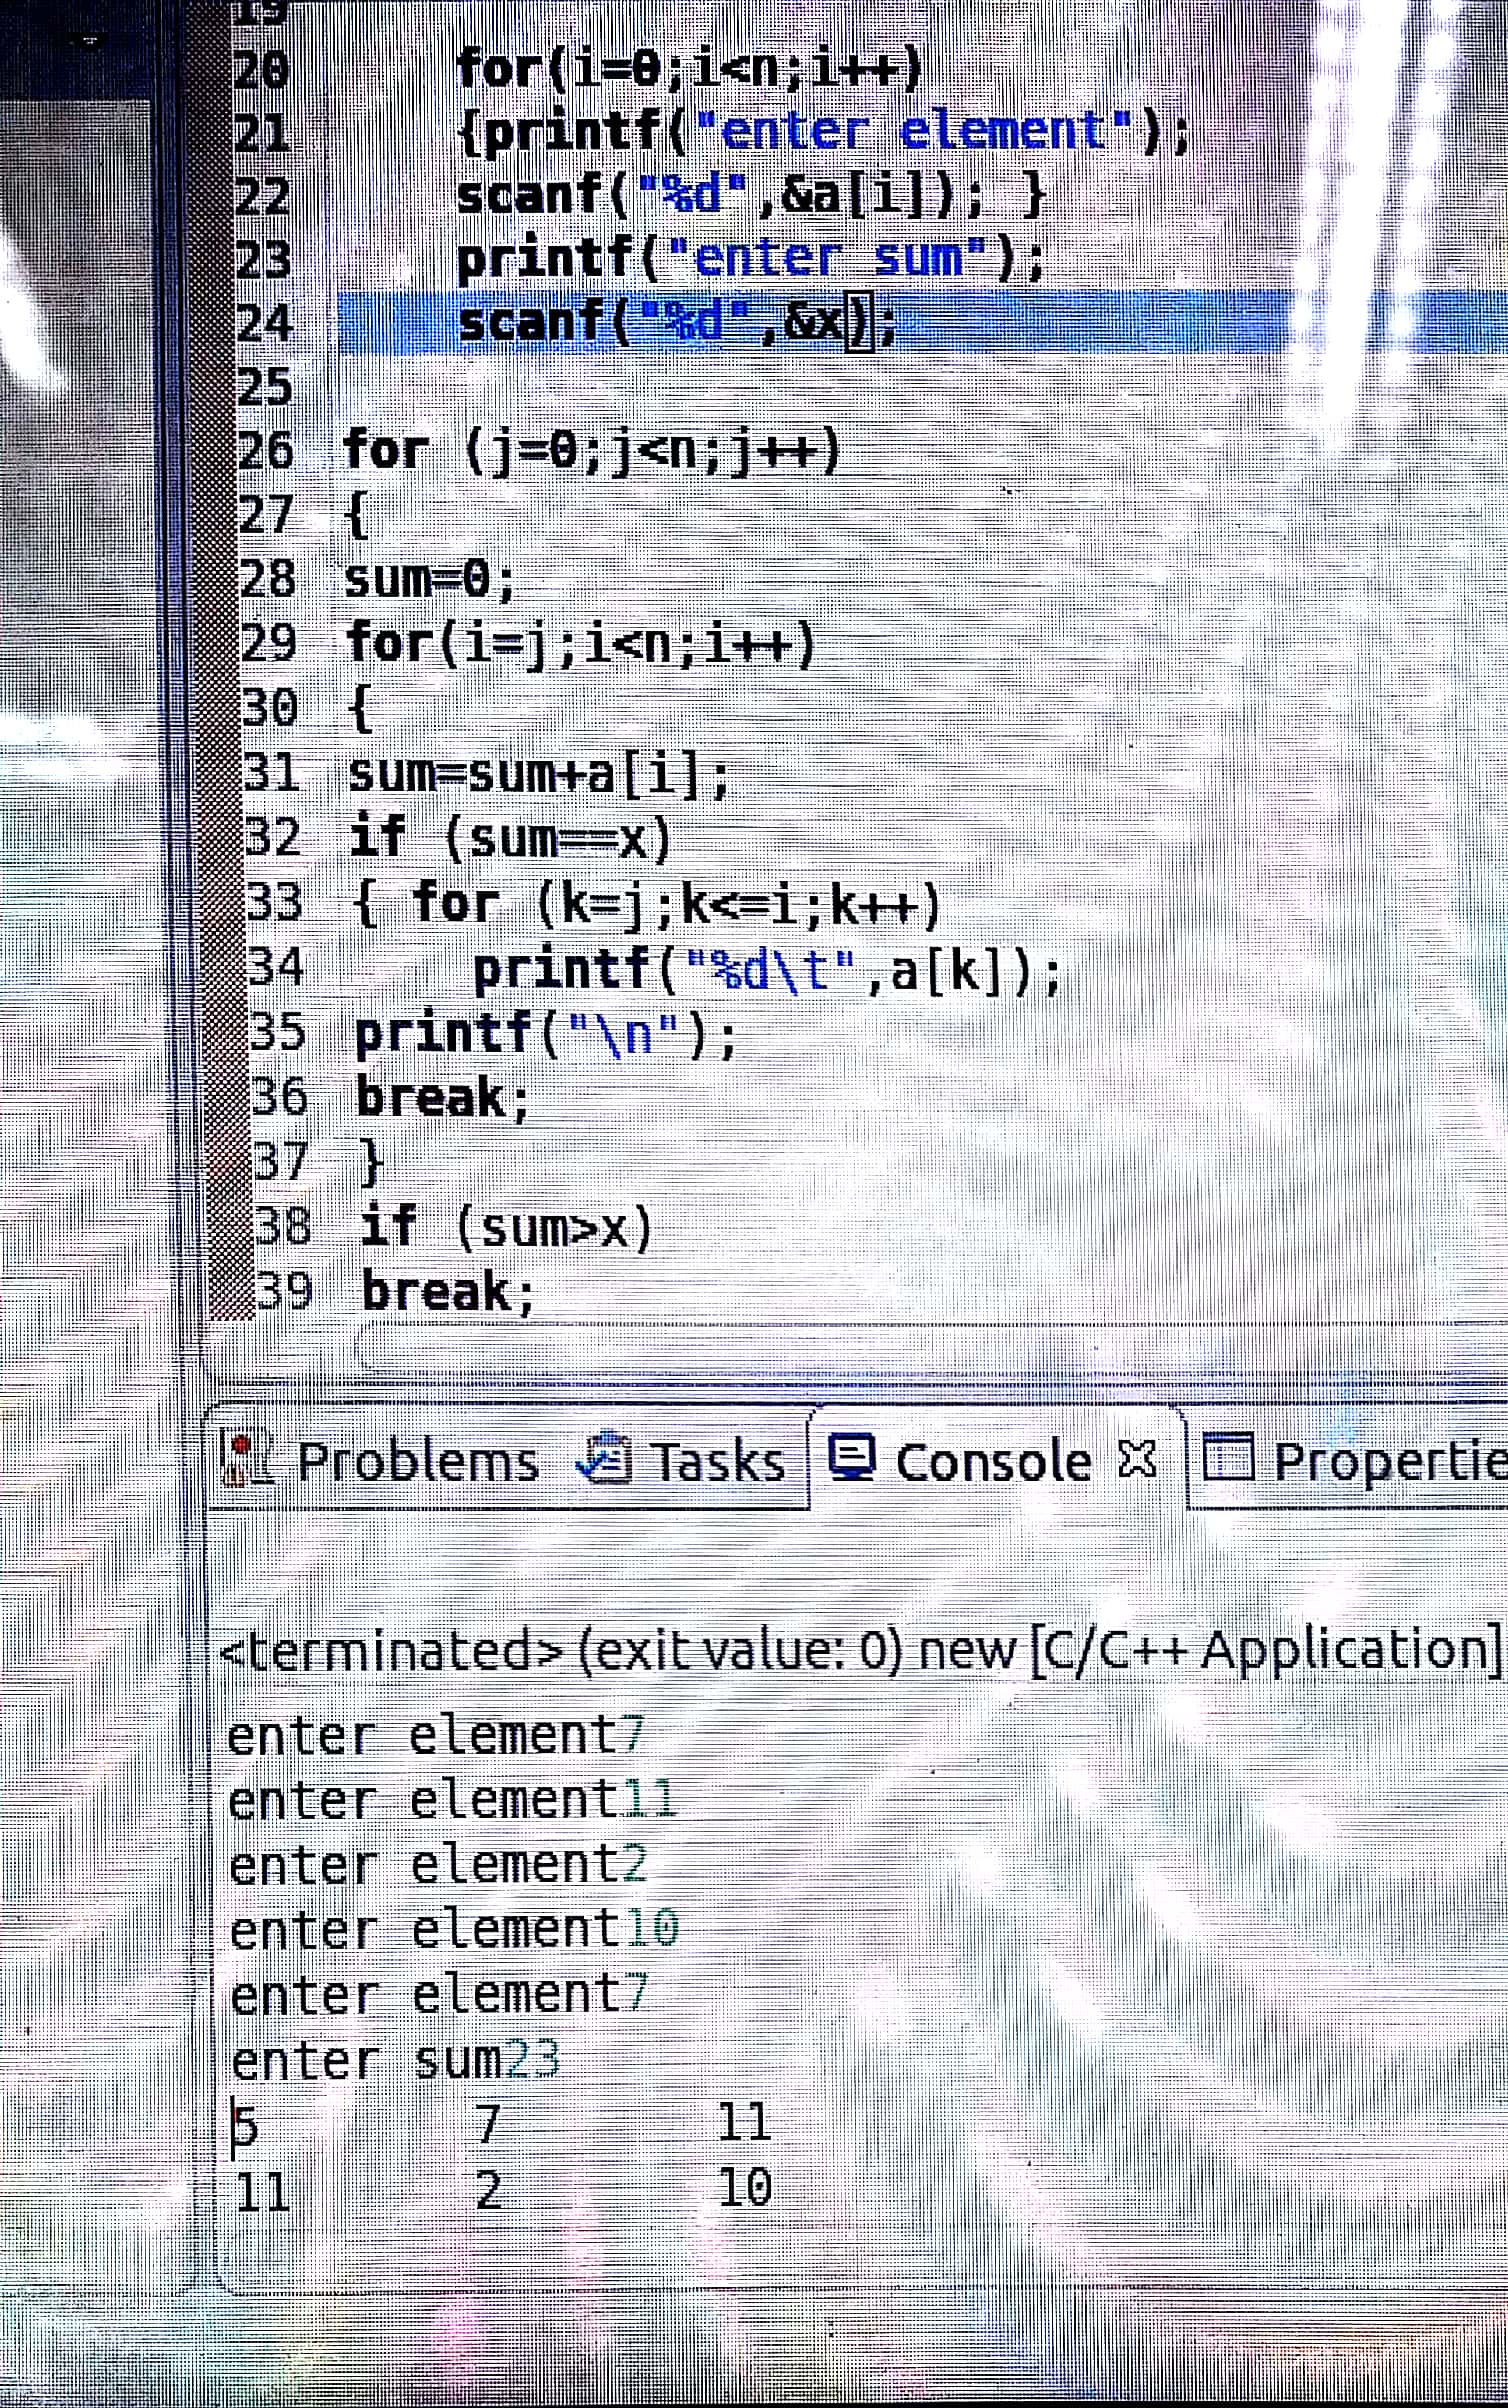 19
20 for(i=0;i<n;i++)
21 {printf("enter element");
22 scanf("%d",&a[i]); }
23 printf("enter sum");
24 scanf("%d",&x);
25
26 for (j=0;j<n;j++)
27 {
28 sum=0;
29 for(i=j;i<n;i++)
30 {
31 sum=sum+a[i];
32 if (sum==x)
33 { for (k=j;k<=i;k++)
34 printf("%d\t",a[k]);
35 printf("\n");
36 break;
37 }
38 if (sum>x)
39 break;
Problems Tasks Console
<terminated> (exit value: 0) new [C/C++ Application]
enter element7
enter element11
enter element2
enter element10
enter element7
enter sum23
5 7 11
11 2 10